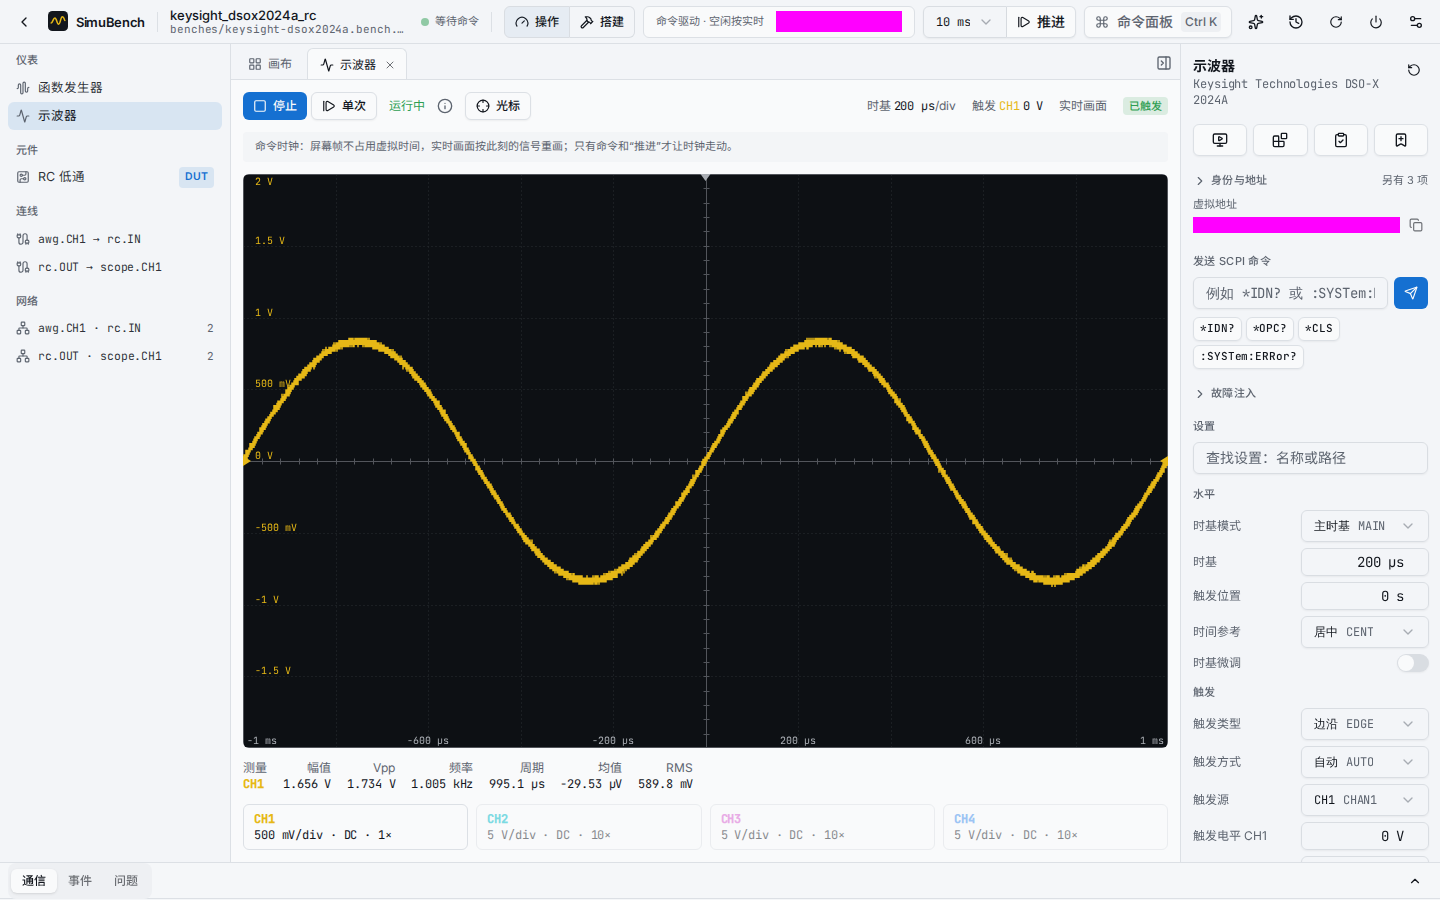 SimuBench
keysight_dsox2024a_rc
benches/keysight-dsox2024a.bench.…
等待命令
操作
搭建
命令驱动 · 空闲按实时
10 ms
推进
命令面板 Ctrl K
仪表
函数发生器
示波器
元件
RC 低通 DUT
连线
awg.CH1 → rc.IN
rc.OUT → scope.CH1
网络
awg.CH1 · rc.IN 2
rc.OUT · scope.CH1 2
画布
示波器
停止
单次
运行中
光标
时基 200 µs/div
触发 CH1 0 V
实时画面
已触发
命令时钟：屏幕帧不占用虚拟时间，实时画面按此刻的信号重画；只有命令和“推进”才让时钟走动。
2 V
1.5 V
1 V
500 mV
0 V
-500 mV
-1 V
-1.5 V
-1 ms
-600 µs
-200 µs
200 µs
600 µs
1 ms
测量 幅值 Vpp 频率 周期 均值 RMS
CH1 1.656 V 1.734 V 1.005 kHz 995.1 µs -29.53 µV 589.8 mV
CH1
500 mV/div · DC · 1×
CH2
5 V/div · DC · 10×
CH3
5 V/div · DC · 10×
CH4
5 V/div · DC · 10×
示波器
Keysight Technologies DSO-X
2024A
身份与地址 另有 3 项
虚拟地址
发送 SCPI 命令
例如 *IDN? 或 :SYSTem:
*IDN?
*OPC?
*CLS
:SYSTem:ERRor?
故障注入
设置
查找设置：名称或路径
水平
时基模式 主时基 MAIN
时基 200 µs
触发位置 0 s
时间参考 居中 CENT
时基微调
触发
触发类型 边沿 EDGE
触发方式 自动 AUTO
触发源 CH1 CHAN1
触发电平 CH1 0 V
通信
事件
问题